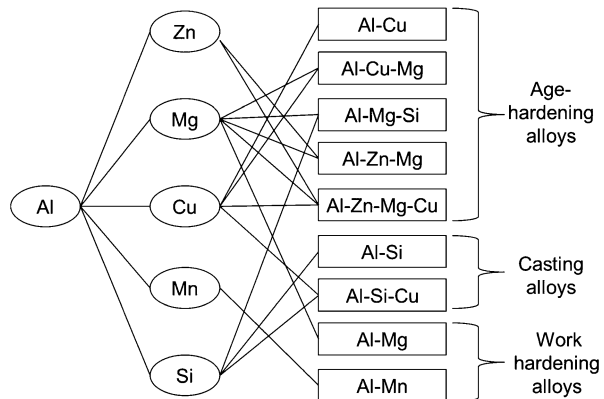 Al
Zn
Mg
Cu
Mn
Si
Al-Cu
Al-Cu-Mg
Al-Mg-Si
Al-Zn-Mg
Al-Zn-Mg-Cu
Al-Si
Al-Si-Cu
Al-Mg
Al-Mn
Age-
hardening
alloys
Casting
alloys
Work
hardening
alloys